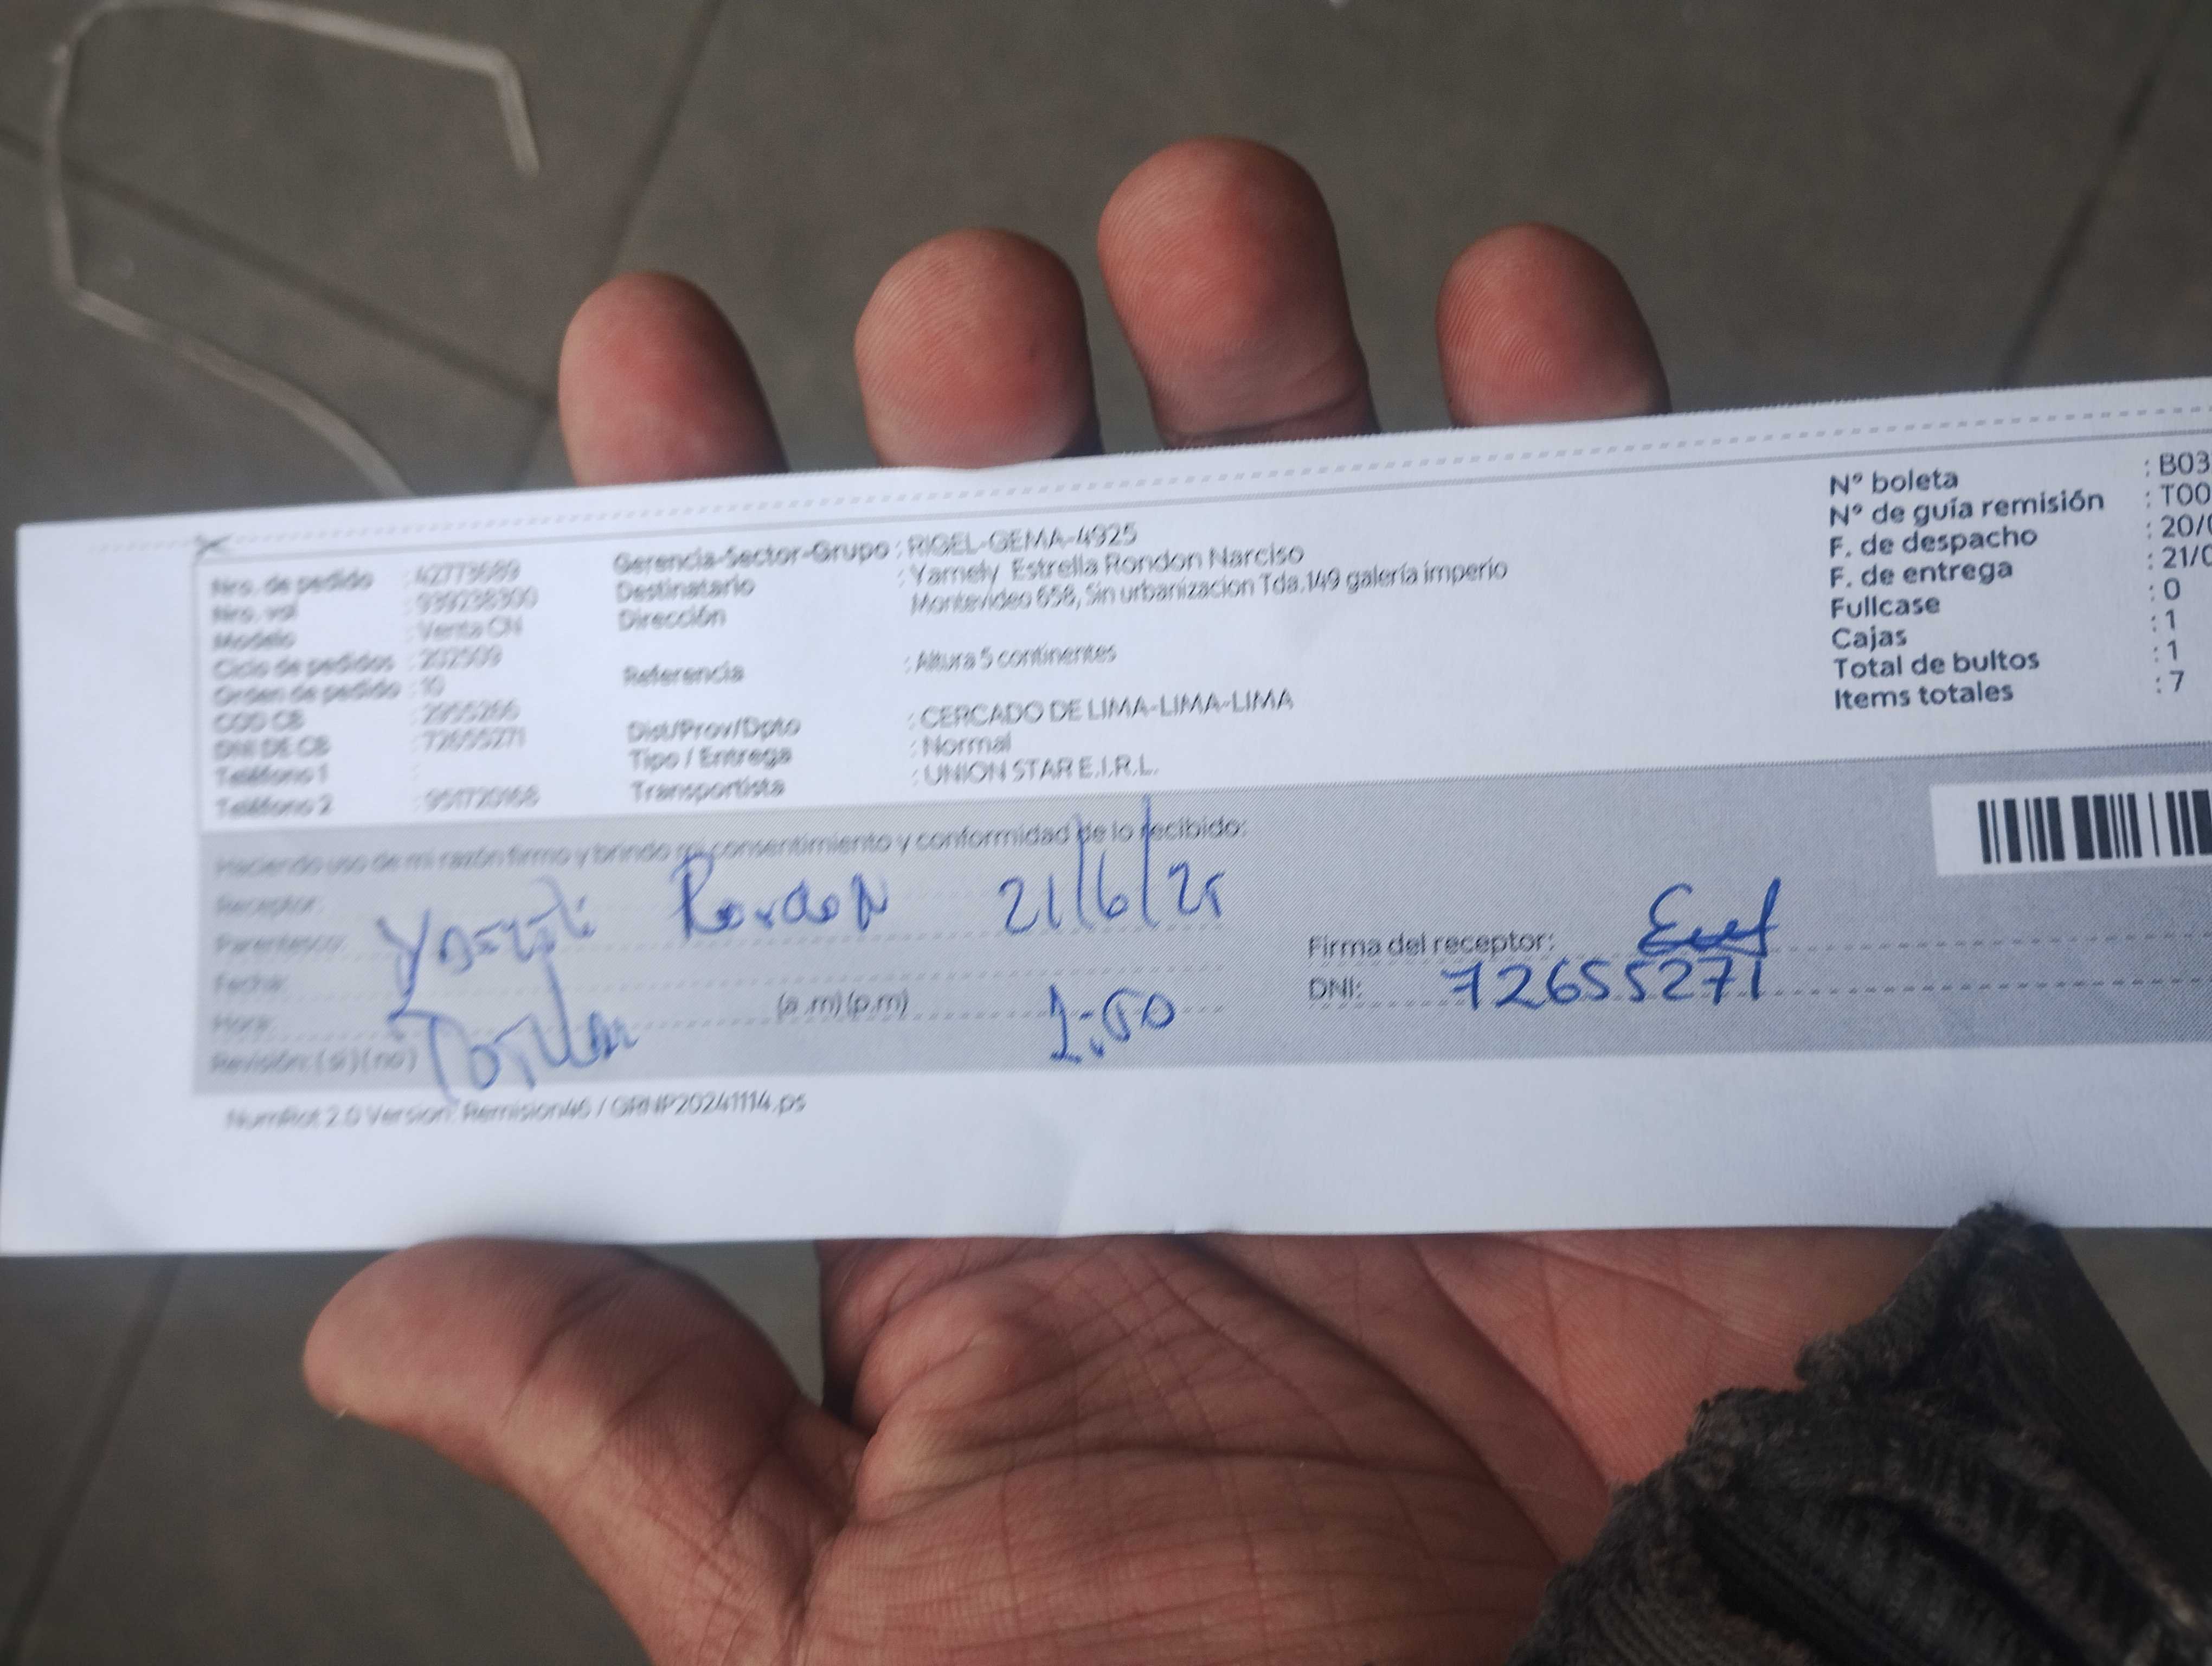 Nro. de pedido : 42773689
Nro. val : 939238300
Modelo : Venta CN
Ciclo de pedidos : 202509
Orden de pedido : 10
COD CB : 2955266
DNI DE CB : 72655271
Teléfono 1 :
Teléfono 2 : 951720168
Gerencia-Sector-Grupo : RIGEL-GEMA-4925
Destinatario : Yamely Estrella Rondon Narciso
Dirección Montevideo 658, Sin urbanizacion Tda.149 galería imperio
Referencia : Altura 5 continentes
Dist/Prov/Dpto : CERCADO DE LIMA-LIMA-LIMA
Tipo / Entrega : Normal
Transportista : UNION STAR E.I.R.L.
Nº boleta : B03
Nº de guía remisión : T00
F. de despacho : 20/0
F. de entrega : 21/0
Fullcase : 0
Cajas : 1
Total de bultos : 1
Items totales : 7
Haciendo uso de mi razón firmo y brindo mi consentimiento y conformidad de lo recibido:
Receptor:
Parentesco: Rondon 21/6/25
Fecha:
Hora: (a.m) (p.m) 1:50
Revisión: (si) (no)
Firma del receptor:
DNI: 72655271
NumRot 2.0 Version: Remision46 / GRNP20241114.ps